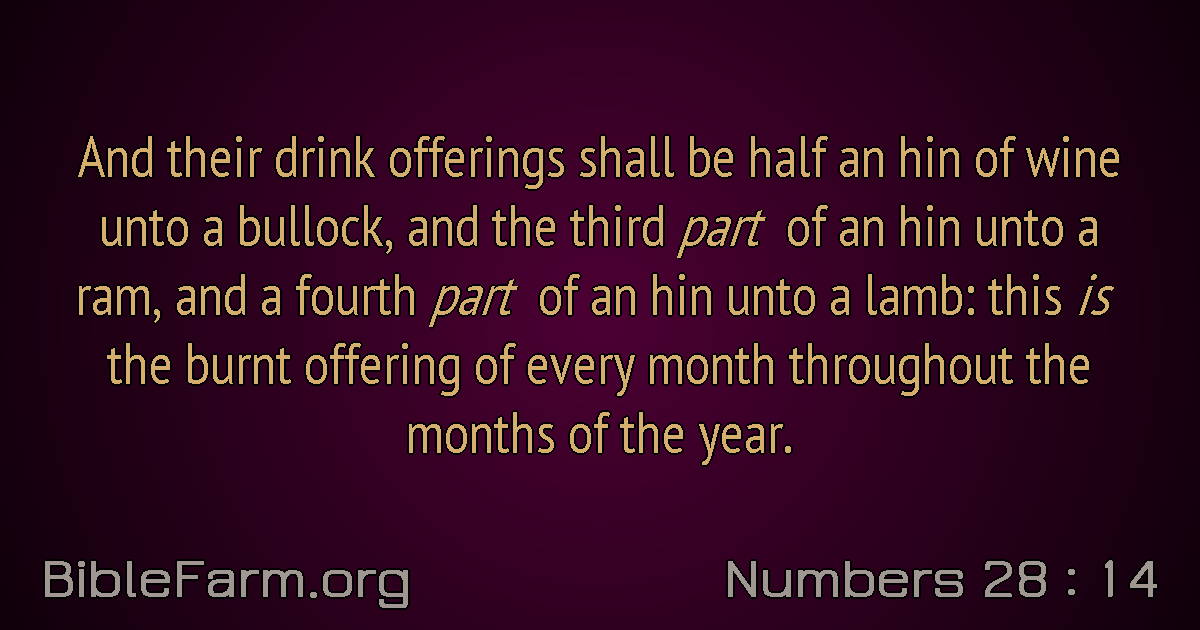 And their drink offerings shall be half an hin of wine
unto a bullock, and the third part of an hin unto a
ram, and a fourth part of an hin unto a lamb: this is
the burnt offering of every month throughout the
months of the year.
BibleFarm.org
Numbers 28 : 14